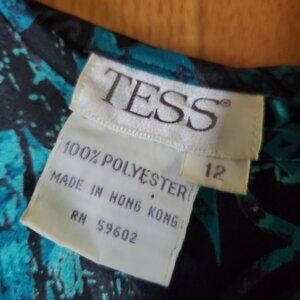 TESS®
12
100% POLYESTER
MADE IN HONG KONG
RN 59602